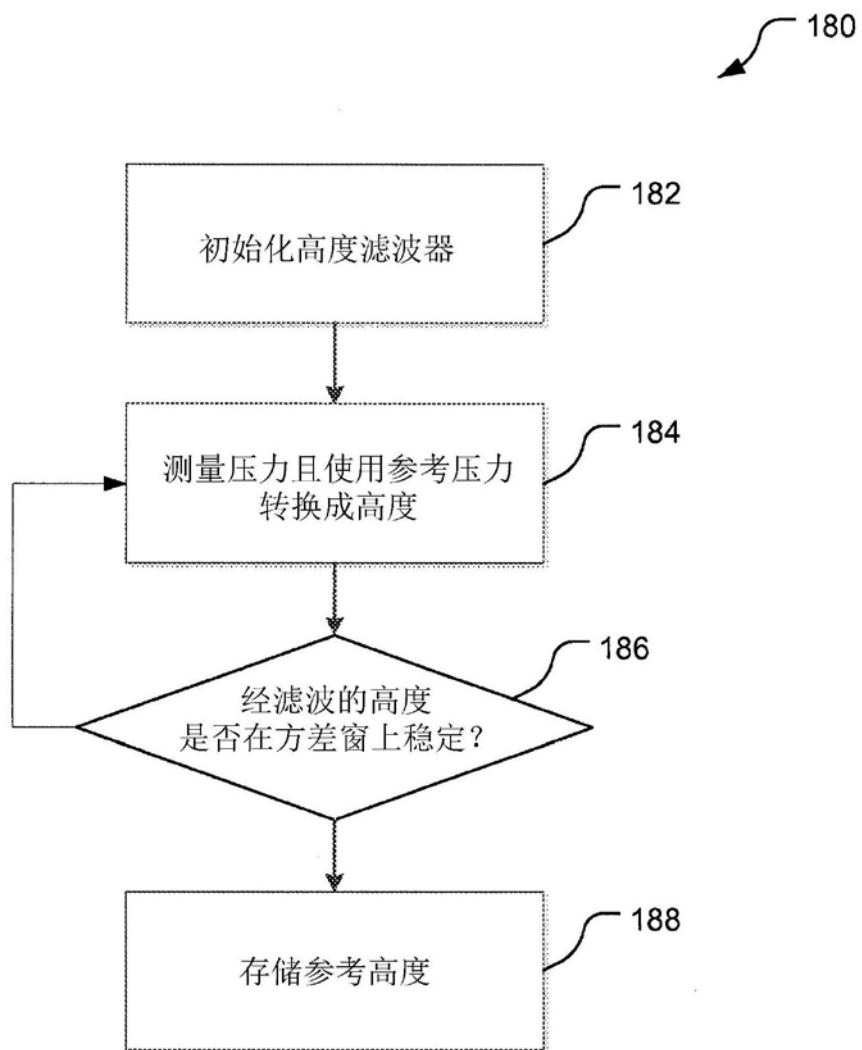 180
182
初始化高度滤波器
184
测量压力且使用参考压力
转换成高度
186
经滤波的高度
是否在方差窗上稳定?
188
存储参考高度